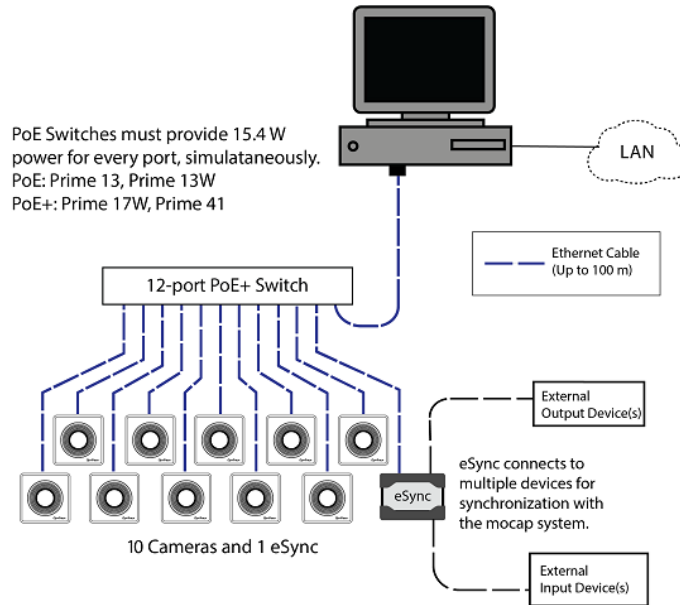 PoE Switches must provide 15.4 W
power for every port, simulataneously.
PoE: Prime 13, Prime 13W
PoE+: Prime 17W, Prime 41
LAN
Ethernet Cable
(Up to 100 m)
12-port PoE+ Switch
External
Output Device(s)
eSync
eSync connects to
multiple devices for
synchronization with
the mocap system.
10 Cameras and 1 eSync
External
Input Device(s)